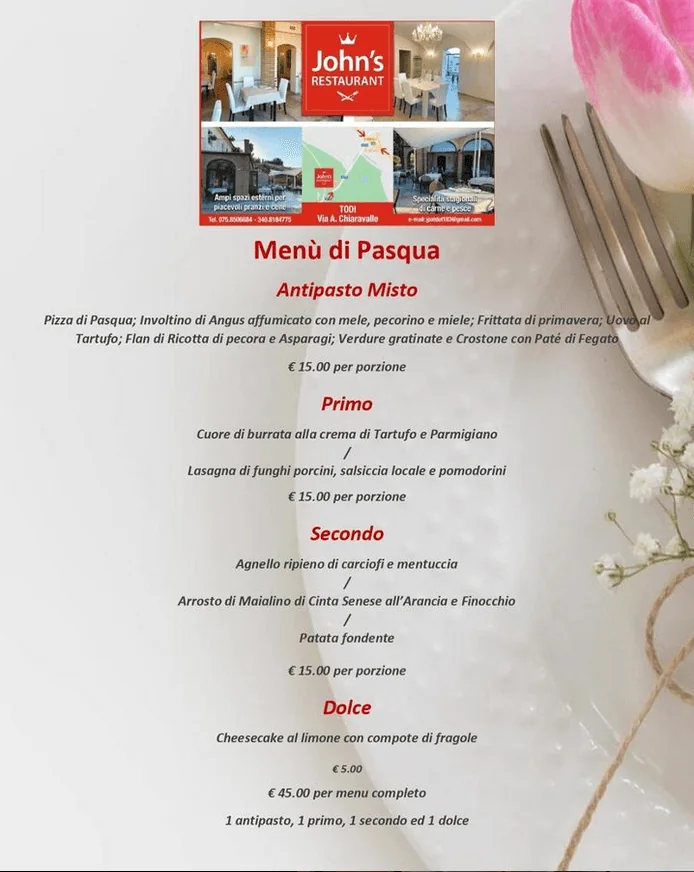 John's
RESTAURANT
Ampi spazi esterni per
piacevoli pranzi e cene
John's
RESTAURANT
Specialità stagionali
di carne e pesce
TODI
Via A. Chiaravalle
Tel. 075.8506684 - 340.8164775
Menù di Pasqua
Antipasto Misto
Pizza di Pasqua; Involtino di Angus affumicato con mele, pecorino e miele; Frittata di primavera; Uovo al
Tartufo; Flan di Ricotta di pecora e Asparagi; Verdure gratinate e Crostone con Paté di Fegato
€ 15.00 per porzione
Primo
Cuore di burrata alla crema di Tartufo e Parmigiano
/
Lasagna di funghi porcini, salsiccia locale e pomodorini
€ 15.00 per porzione
Secondo
Agnello ripieno di carciofi e mentuccia
/
Arrosto di Maialino di Cinta Senese all'Arancia e Finocchio
/
Patata fondente
€ 15.00 per porzione
Dolce
Cheesecake al limone con compote di fragole
€ 5.00
€ 45.00 per menu completo
1 antipasto, 1 primo, 1 secondo ed 1 dolce